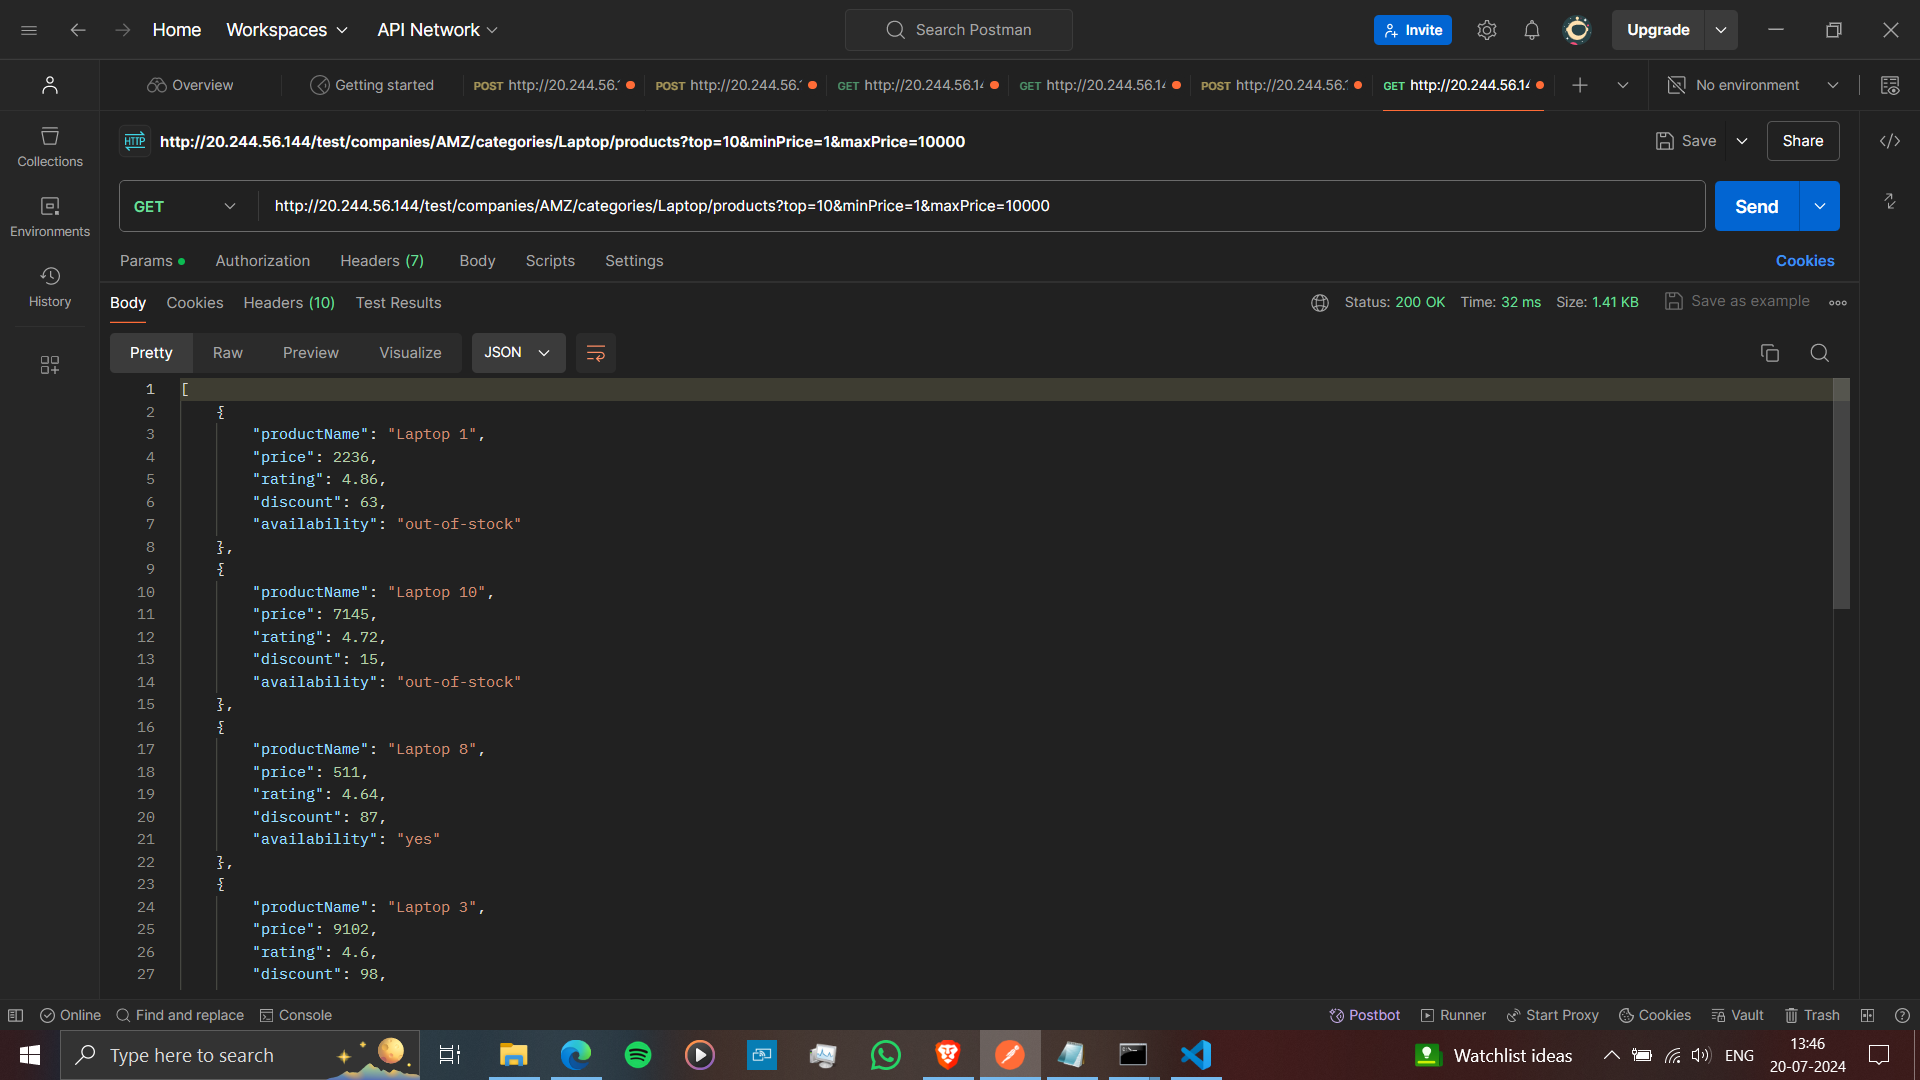 Home Workspaces API Network Search Postman Invite Upgrade
Overview Getting started POST http://20.244.56. POST http://20.244.56. GET http://20.244.56.14 GET http://20.244.56.14 POST http://20.244.56. GET http://20.244.56.14 No environment
HTTP http://20.244.56.144/test/companies/AMZ/categories/Laptop/products?top=10&minPrice=1&maxPrice=10000 Save Share
Collections
GET http://20.244.56.144/test/companies/AMZ/categories/Laptop/products?top=10&minPrice=1&maxPrice=10000 Send
Environments
Params Authorization Headers (7) Body Scripts Settings Cookies
History
Body Cookies Headers (10) Test Results Status: 200 OK Time: 32 ms Size: 1.41 KB Save as example
Pretty Raw Preview Visualize JSON
1 [
2 {
3 "productName": "Laptop 1",
4 "price": 2236,
5 "rating": 4.86,
6 "discount": 63,
7 "availability": "out-of-stock"
8 },
9 {
10 "productName": "Laptop 10",
11 "price": 7145,
12 "rating": 4.72,
13 "discount": 15,
14 "availability": "out-of-stock"
15 },
16 {
17 "productName": "Laptop 8",
18 "price": 511,
19 "rating": 4.64,
20 "discount": 87,
21 "availability": "yes"
22 },
23 {
24 "productName": "Laptop 3",
25 "price": 9102,
26 "rating": 4.6,
27 "discount": 98,
Online Find and replace Console Postbot Runner Start Proxy Cookies Vault Trash
Type here to search Watchlist ideas ENG 13:46
20-07-2024